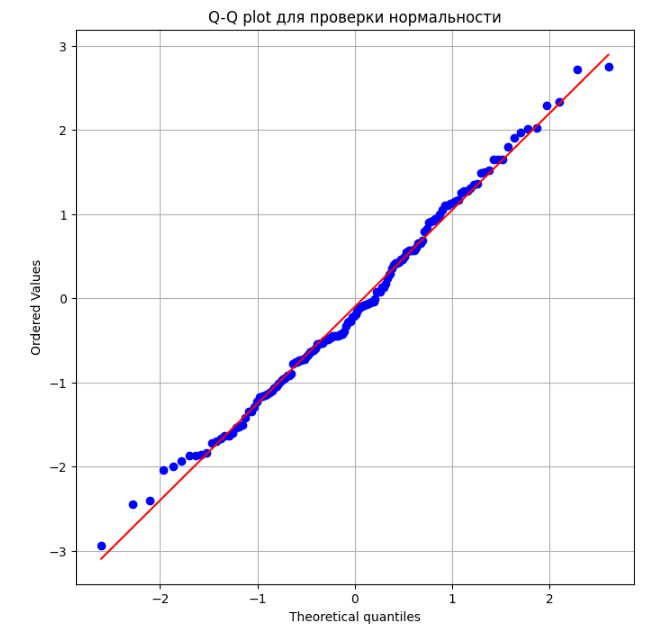 Q-Q plot для проверки нормальности
3
2
1
0
−1
−2
−3
Ordered Values
−2 −1 0 1 2
Theoretical quantiles